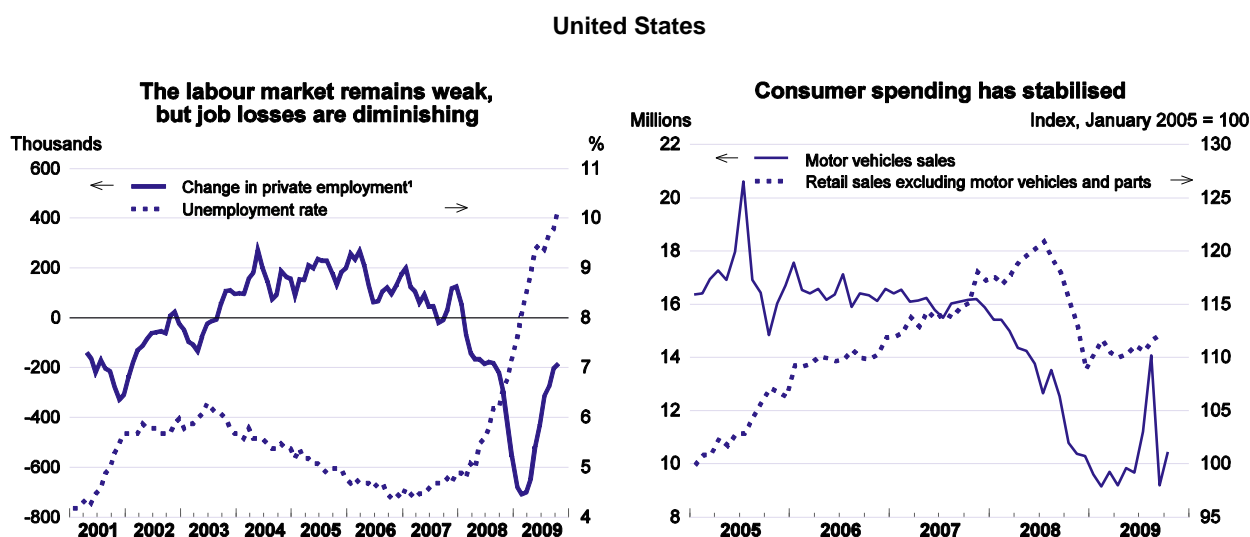 United States
The labour market remains weak,
but job losses are diminishing
Thousands
%
600
400
200
0
-200
-400
-600
-800
11
10
9
8
7
6
5
4
Change in private employment¹
Unemployment rate
2001 2002 2003 2004 2005 2006 2007 2008 2009
Consumer spending has stabilised
Millions
Index, January 2005 = 100
22
20
18
16
14
12
10
8
130
125
120
115
110
105
100
95
Motor vehicles sales
Retail sales excluding motor vehicles and parts
2005 2006 2007 2008 2009